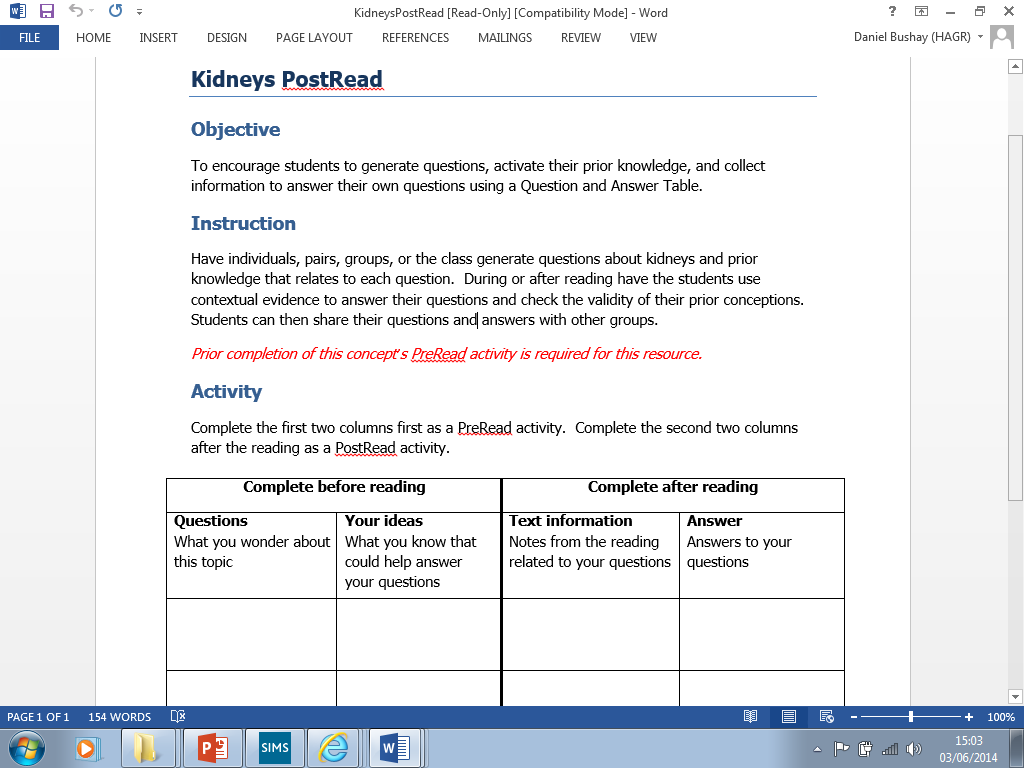 KidneysPostRead [Read-Only] [Compatibility Mode] - Word
FILE HOME INSERT DESIGN PAGE LAYOUT REFERENCES MAILINGS REVIEW VIEW Daniel Bushay (HAGR)
Kidneys PostRead
Objective
To encourage students to generate questions, activate their prior knowledge, and collect
information to answer their own questions using a Question and Answer Table.
Instruction
Have individuals, pairs, groups, or the class generate questions about kidneys and prior
knowledge that relates to each question.  During or after reading have the students use
contextual evidence to answer their questions and check the validity of their prior conceptions.
Students can then share their questions and answers with other groups.
Prior completion of this concept's PreRead activity is required for this resource.
Activity
Complete the first two columns first as a PreRead activity.  Complete the second two columns
after the reading as a PostRead activity.
Complete before reading Complete after reading
Questions
What you wonder about
this topic
Your ideas
What you know that
could help answer
your questions
Text information
Notes from the reading
related to your questions
Answer
Answers to your
questions
PAGE 1 OF 1 154 WORDS 100%
SIMS
15:03
03/06/2014